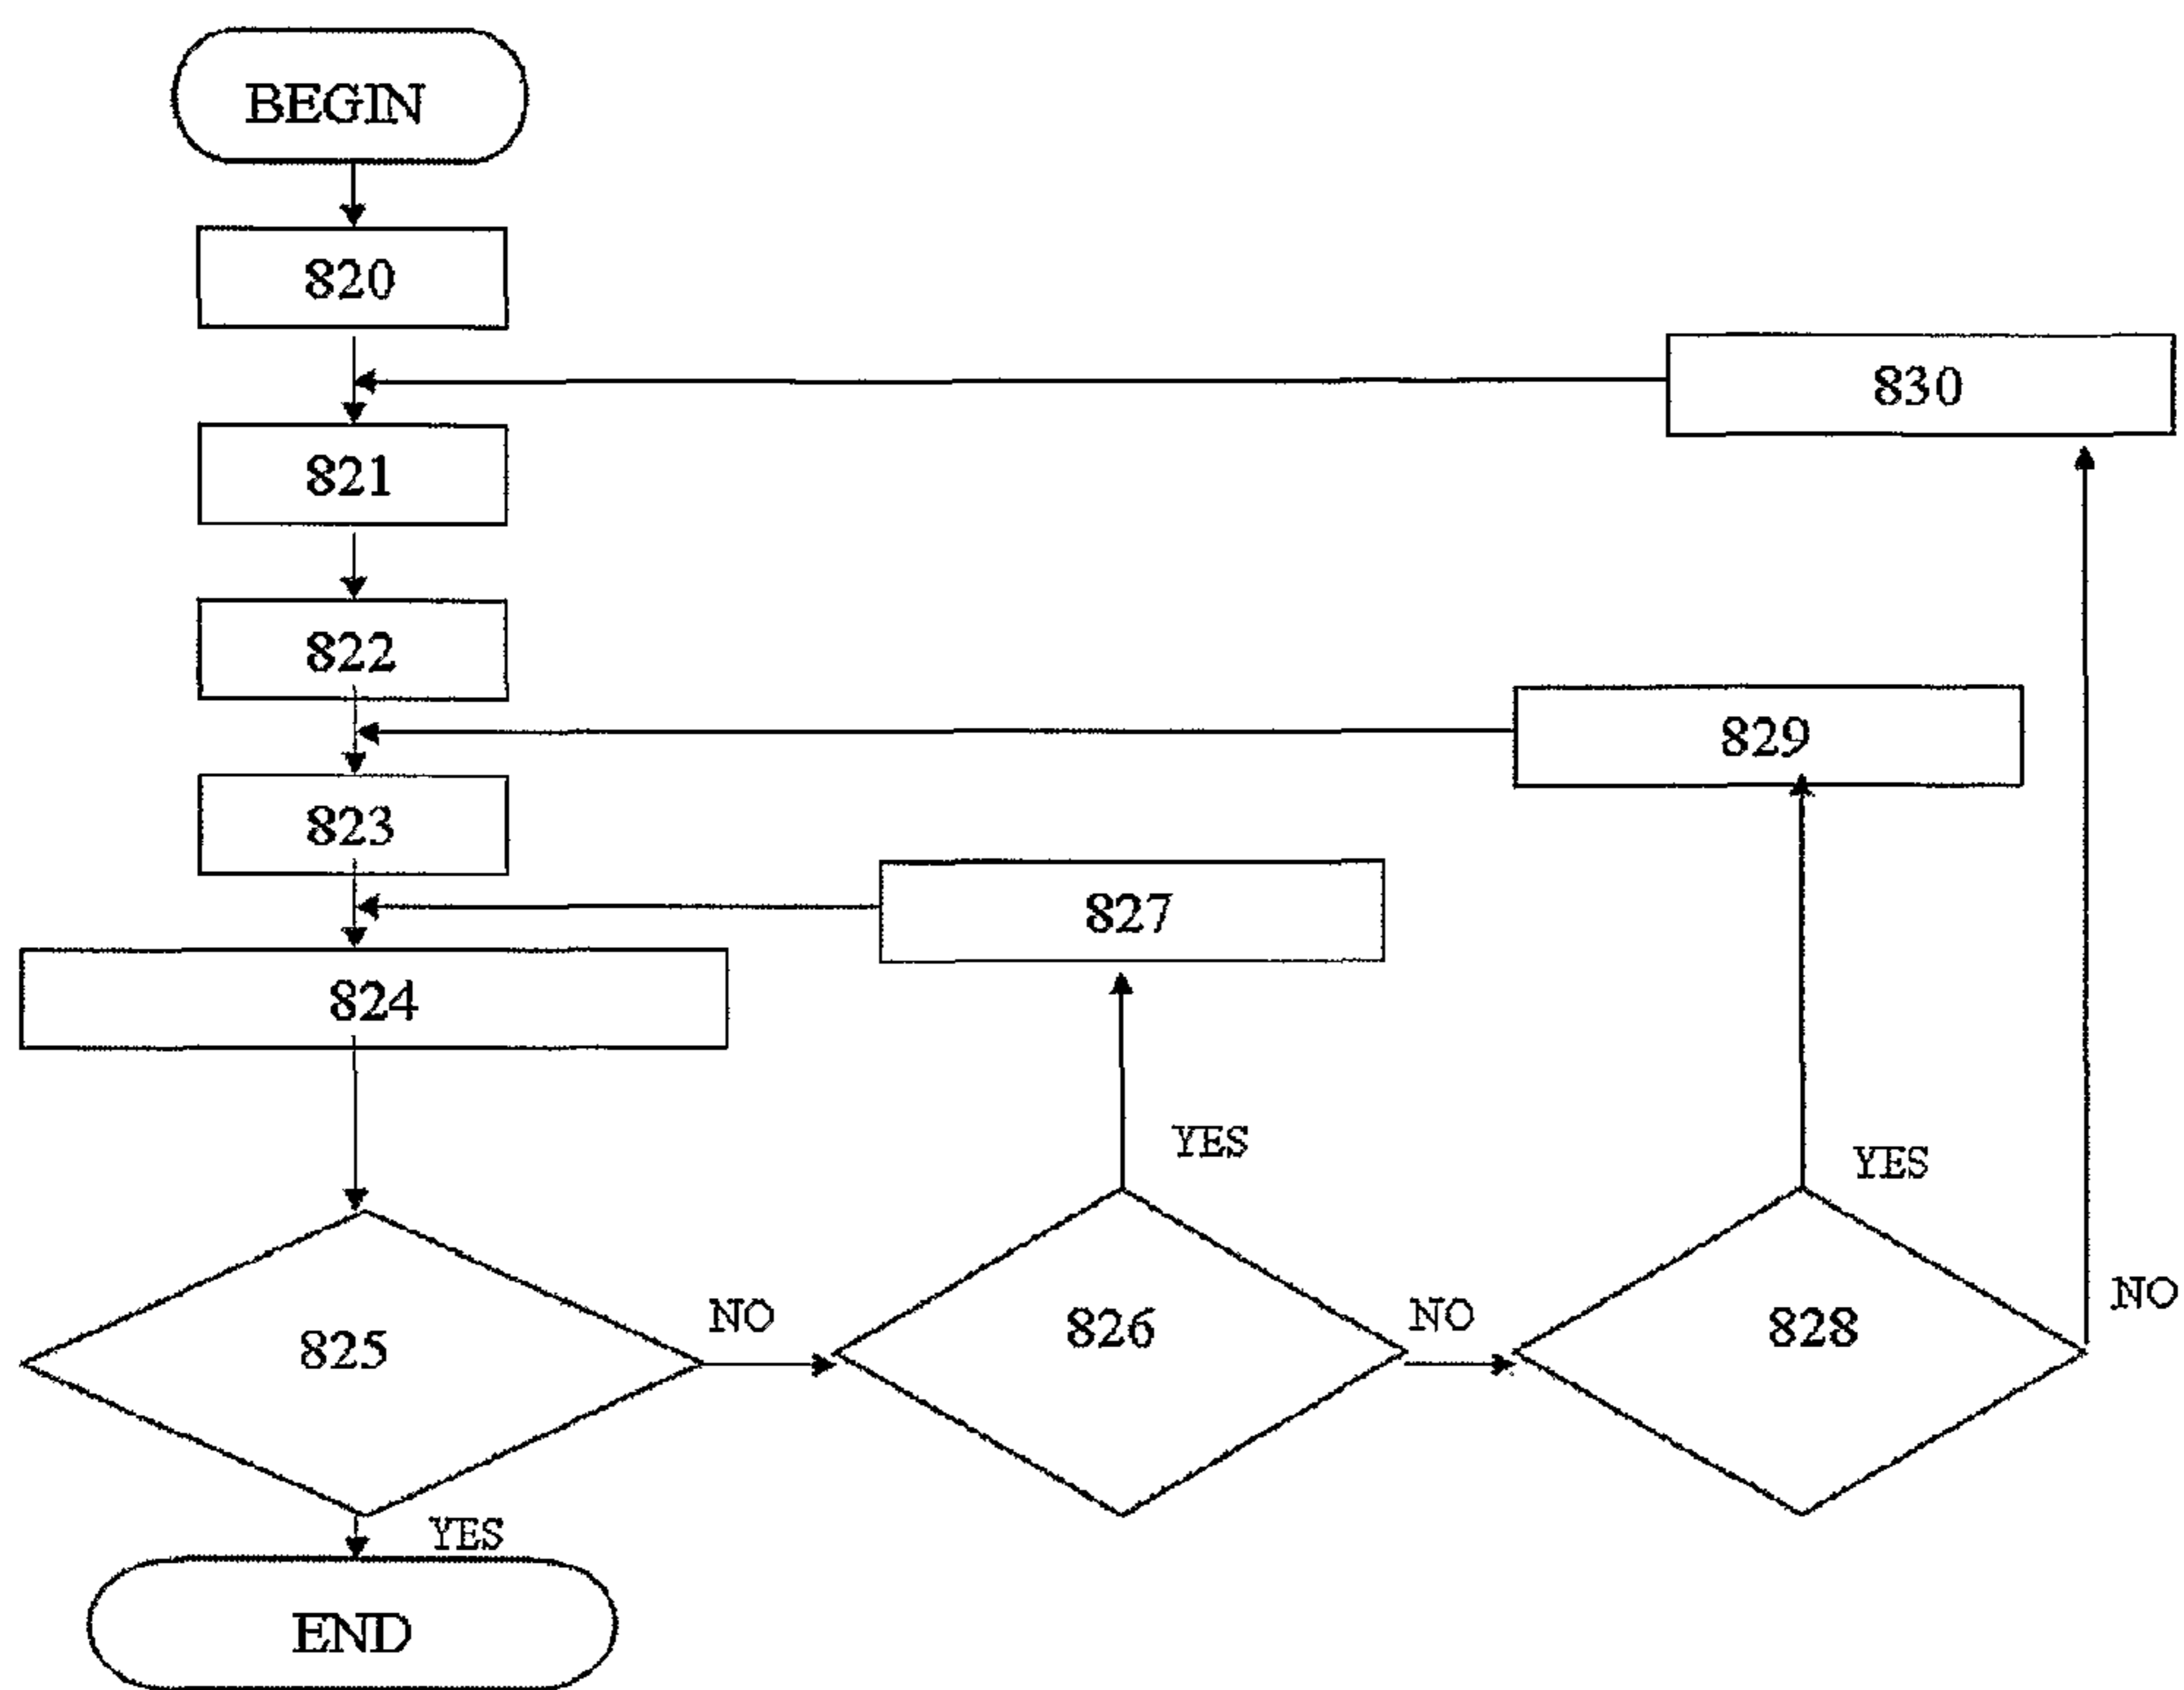 BEGIN
820
830
821
822
829
823
827
824
YES
YES
NO
NO
NO
825
826
828
YES
END